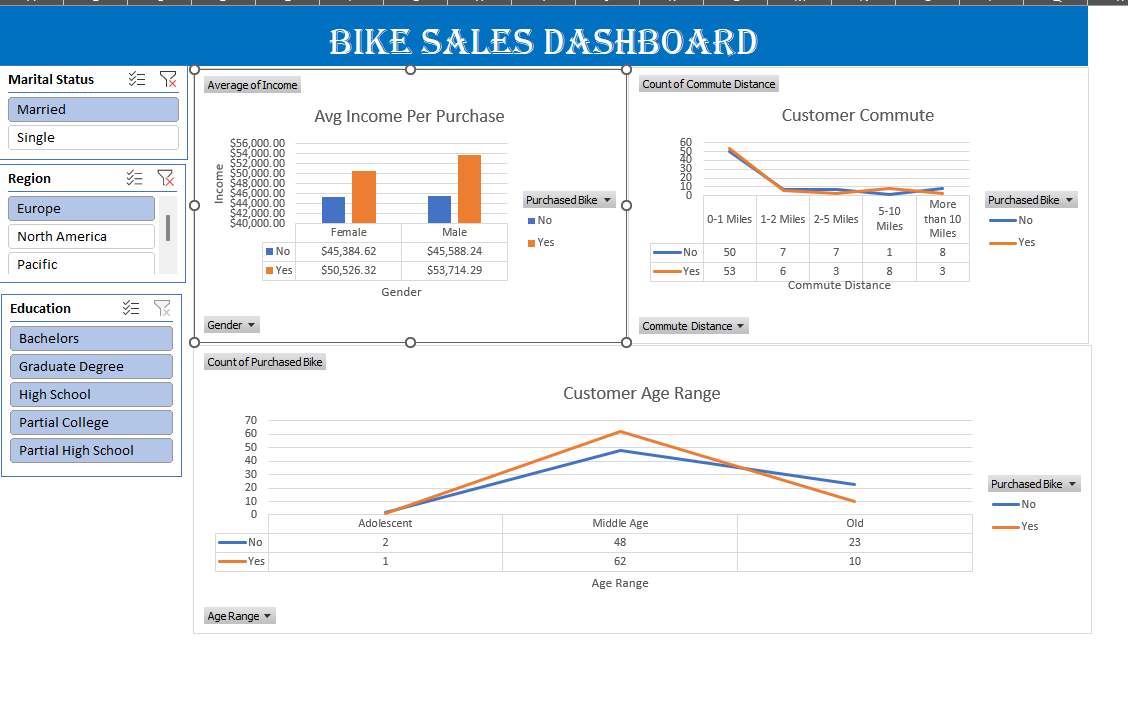 BIKE SALES DASHBOARD
Marital Status
Married
Single
Region
Europe
North America
Pacific
Education
Bachelors
Graduate Degree
High School
Partial College
Partial High School
Average of Income
Avg Income Per Purchase
Income
$56,000.00
$54,000.00
$52,000.00
$50,000.00
$48,000.00
$46,000.00
$44,000.00
$42,000.00
$40,000.00
Female Male
No $45,384.62 $45,588.24
Yes $50,526.32 $53,714.29
Gender
Purchased Bike
No
Yes
Gender
Count of Commute Distance
Customer Commute
60
50
40
30
20
10
0
0-1 Miles 1-2 Miles 2-5 Miles 5-10 Miles More than 10 Miles
No 50 7 7 1 8
Yes 53 6 3 8 3
Commute Distance
Purchased Bike
No
Yes
Commute Distance
Count of Purchased Bike
Customer Age Range
70
60
50
40
30
20
10
0
Adolescent Middle Age Old
No 2 48 23
Yes 1 62 10
Age Range
Purchased Bike
No
Yes
Age Range